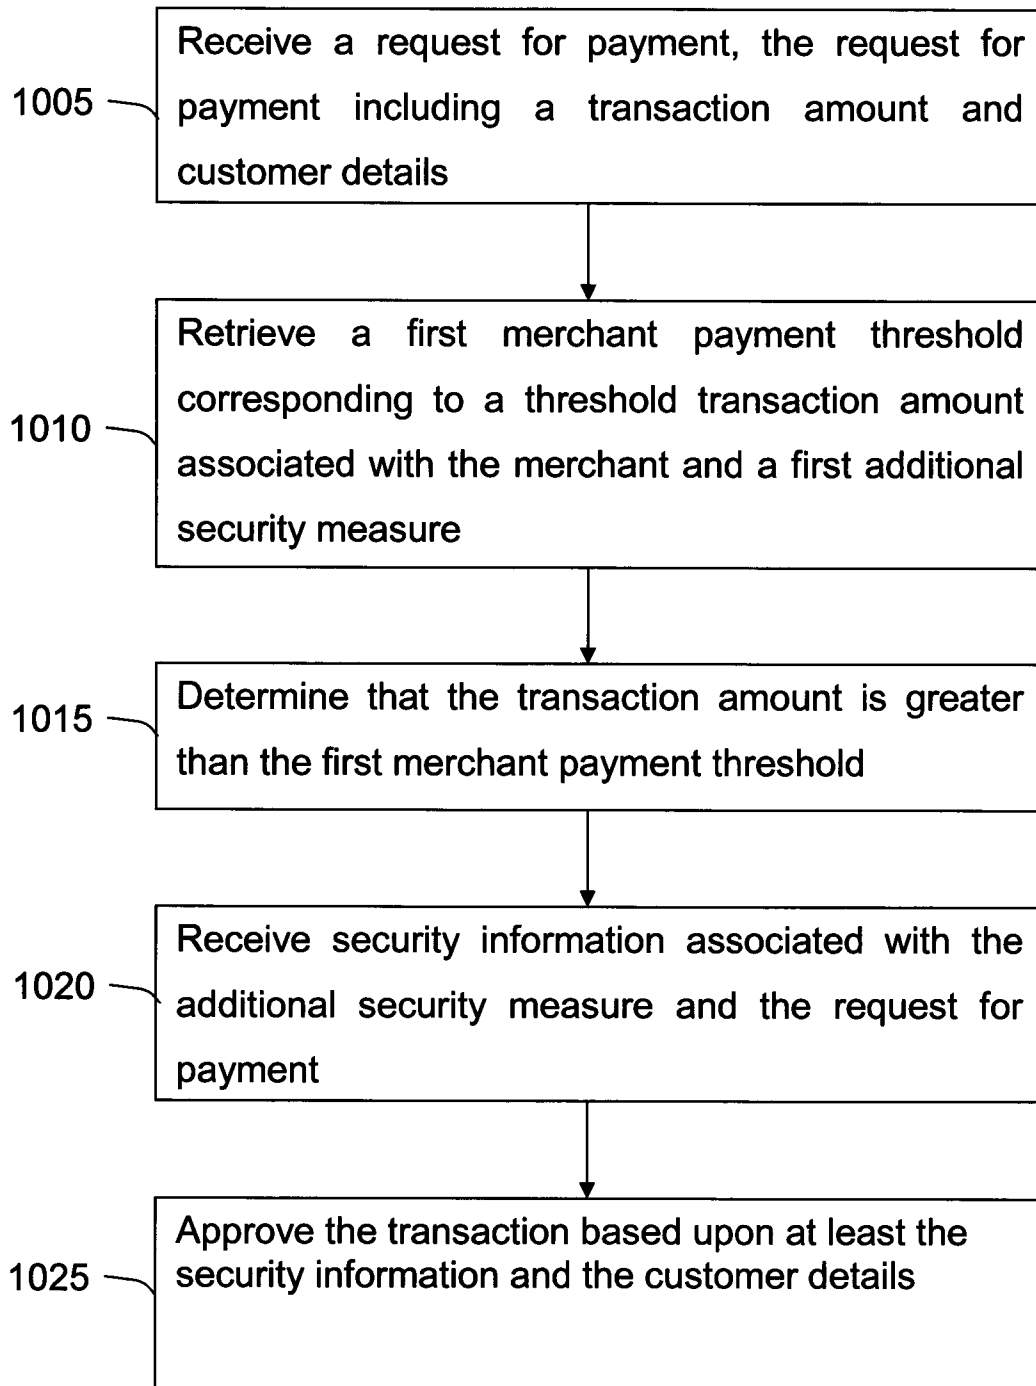 Receive a request for payment, the request for
1005 payment including a transaction amount and
customer details
Retrieve a first merchant payment threshold
corresponding to a threshold transaction amount
1010 associated with the merchant and a first additional
security measure
Determine that the transaction amount is greater
1015 than the first merchant payment threshold
Receive security information associated with the
1020 additional security measure and the request for
payment
Approve the transaction based upon at least the
1025 security information and the customer details